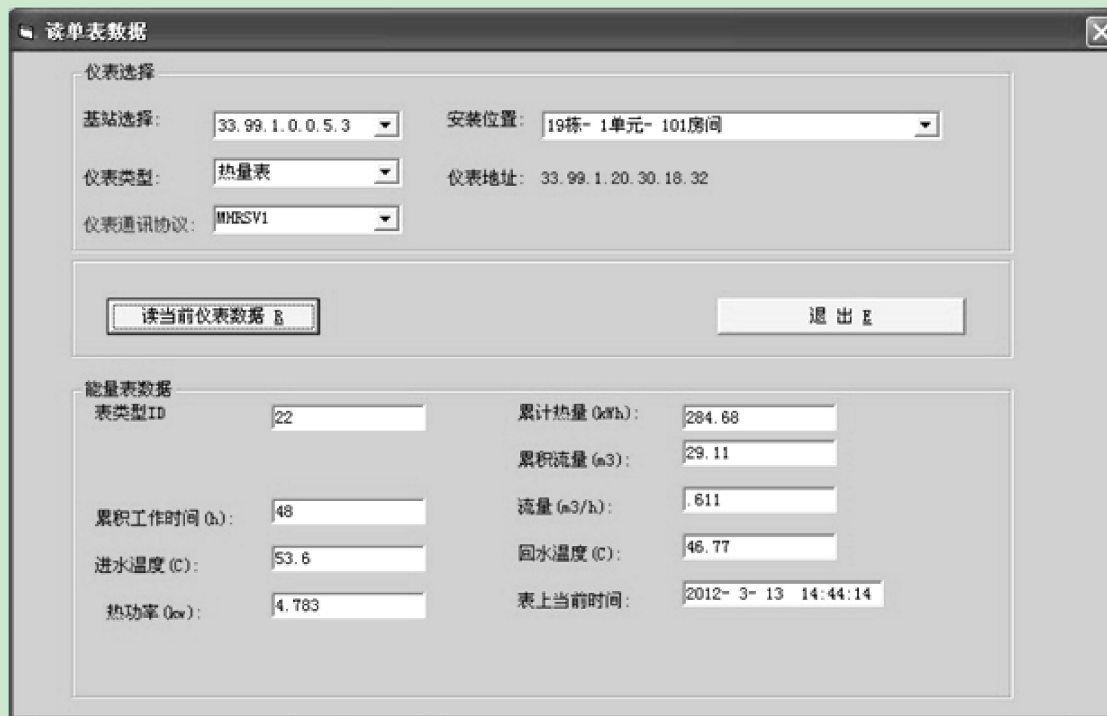 读单表数据
仪表选择
基站选择: 33.99.1.0.0.5.3 安装位置: 19栋- 1单元- 101房间
仪表类型: 热量表 仪表地址: 33.99.1.20.30.18.32
仪表通讯协议: MHRSV1
读当前仪表数据 R 退 出 E
能量表数据
表类型ID 22 累计热量(kWh): 284.68
累积流量(m3): 29.11
累积工作时间(h): 48 流量(m3/h): .611
进水温度(C): 53.6 回水温度(C): 46.77
热功率(kw): 4.783 表上当前时间: 2012- 3- 13 14:44:14